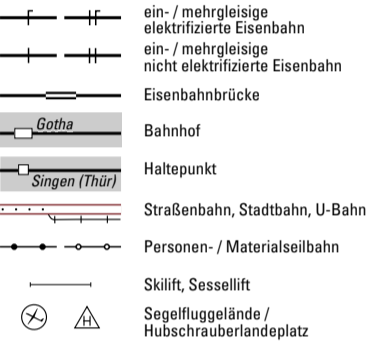 ein- / mehrgleisige
elektrifizierte Eisenbahn
ein- / mehrgleisige
nicht elektrifizierte Eisenbahn
Eisenbahnbrücke
Gotha
Bahnhof
Haltepunkt
Singen (Thür)
Straßenbahn, Stadtbahn, U-Bahn
Personen- / Materialseilbahn
Skilift, Sessellift
Segelfluggelände /
H
Hubschrauberlandeplatz